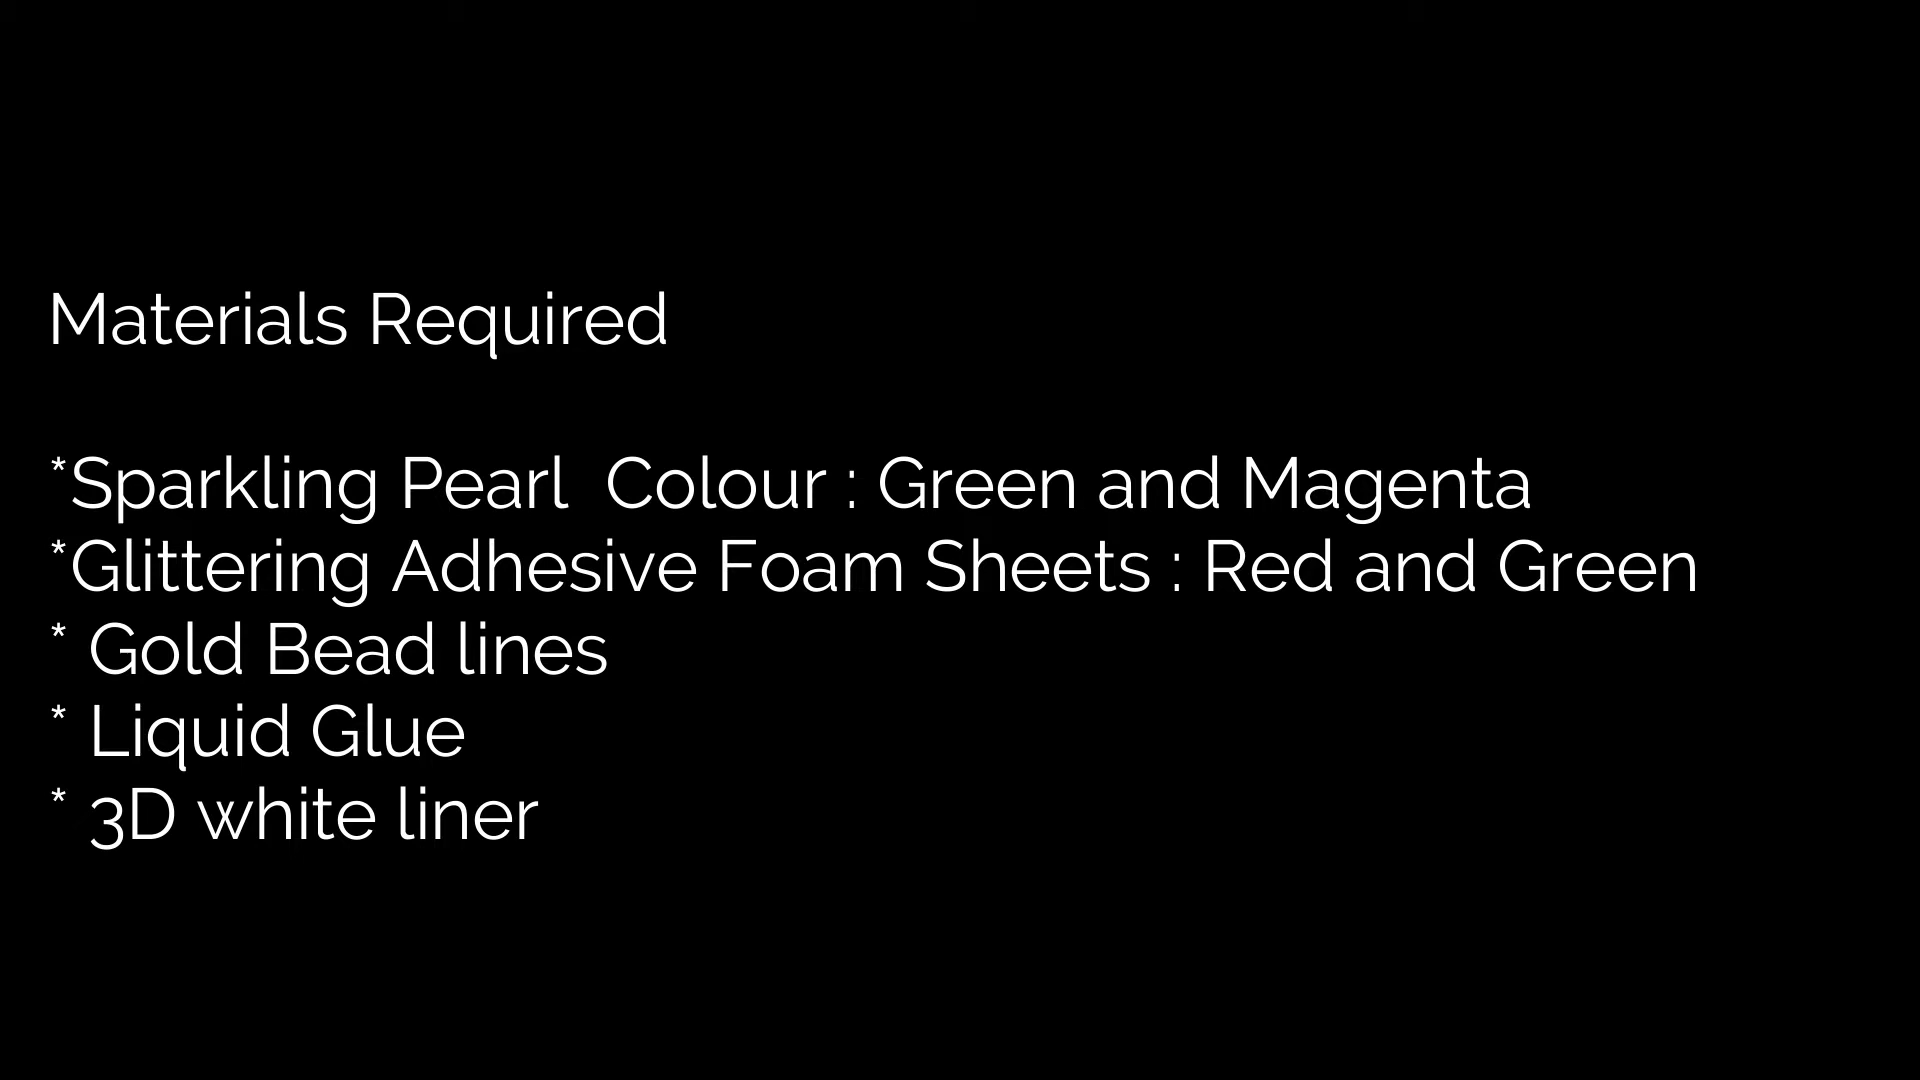 Materials Required
*Sparkling Pearl  Colour : Green and Magenta
*Glittering Adhesive Foam Sheets : Red and Green
* Gold Bead lines
* Liquid Glue
* 3D white liner